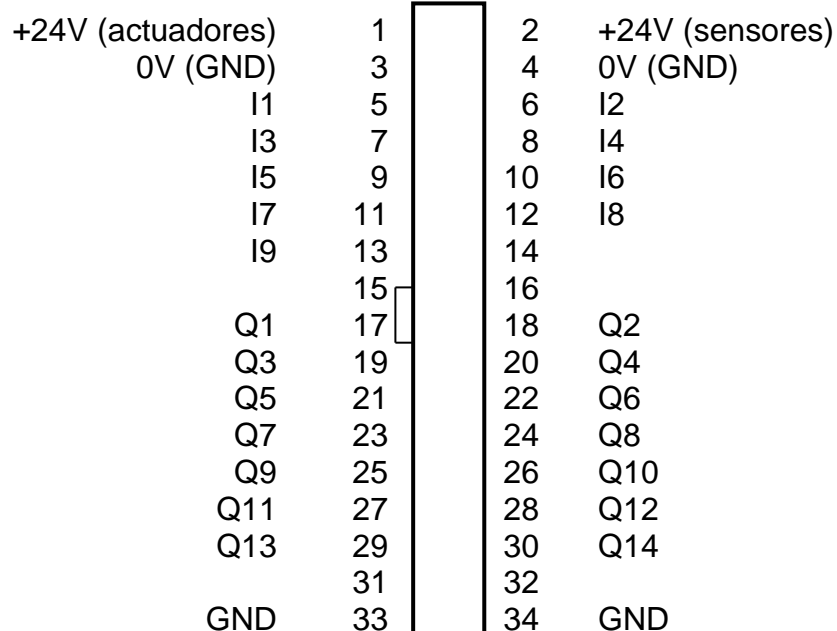 +24V (actuadores) 1 2 +24V (sensores)
0V (GND) 3 4 0V (GND)
I1 5 6 I2
I3 7 8 I4
I5 9 10 I6
I7 11 12 I8
I9 13 14
15 16
Q1 17 18 Q2
Q3 19 20 Q4
Q5 21 22 Q6
Q7 23 24 Q8
Q9 25 26 Q10
Q11 27 28 Q12
Q13 29 30 Q14
31 32
GND 33 34 GND